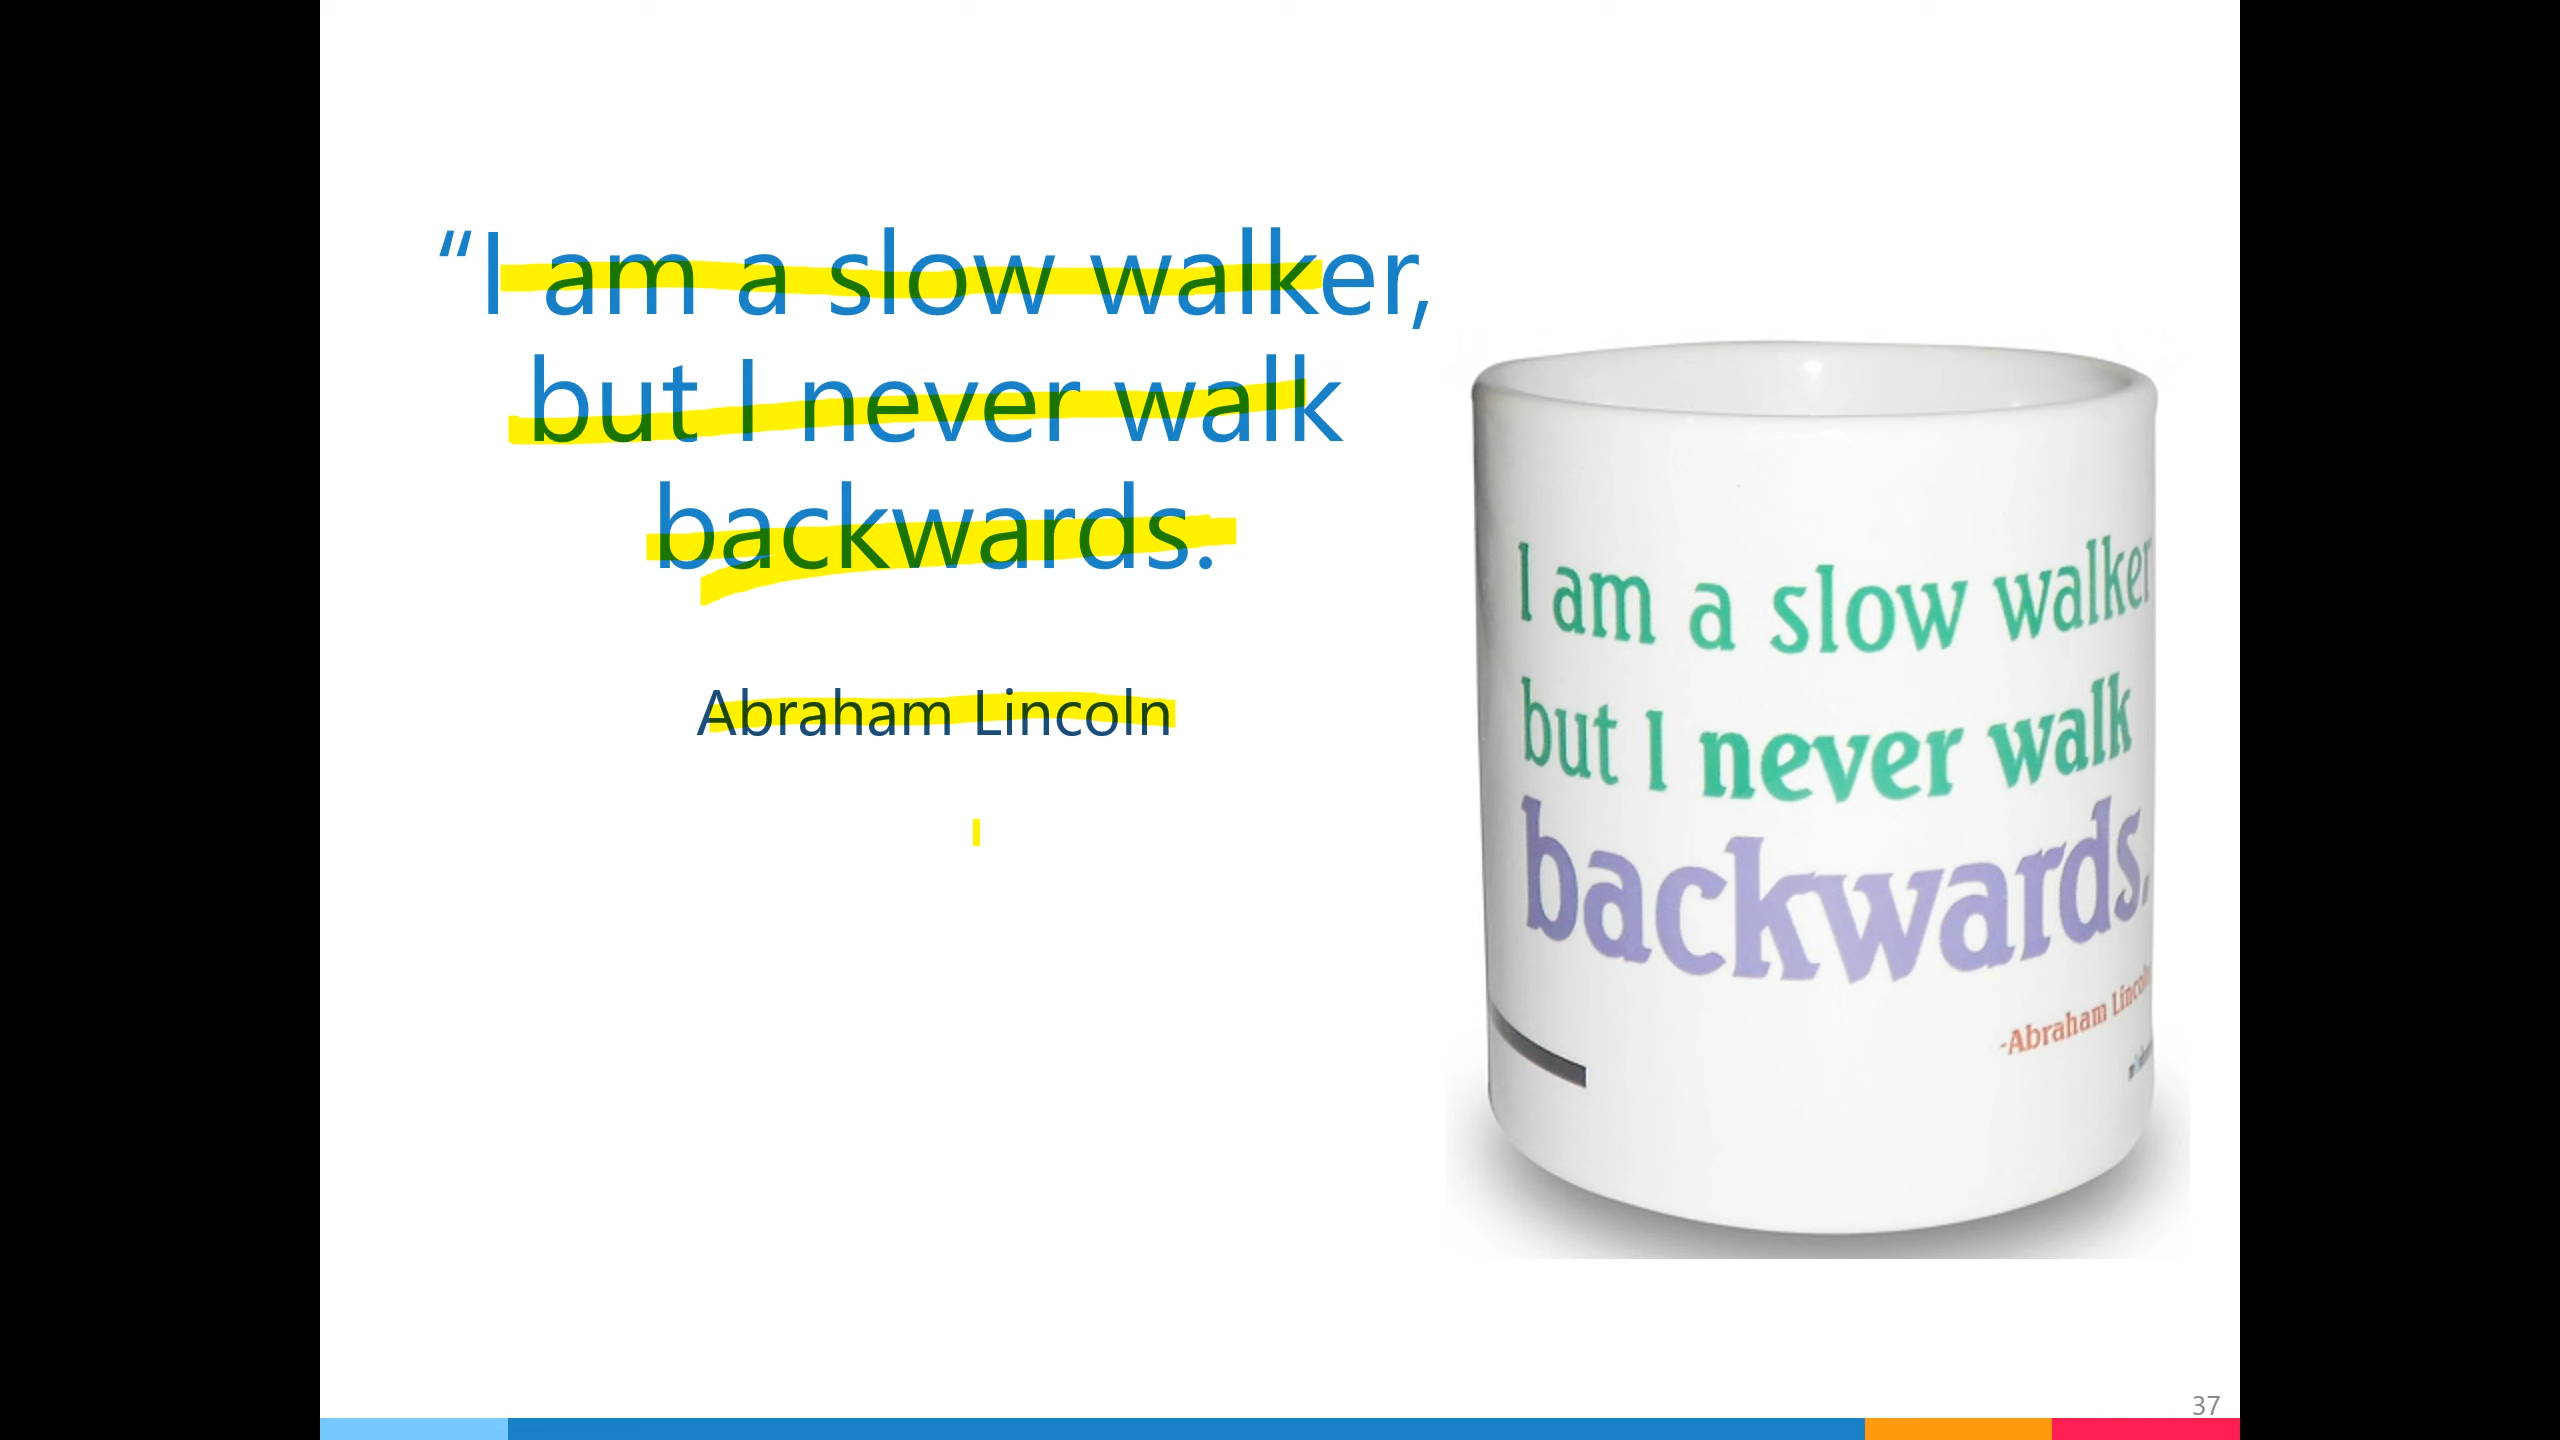 “I am a slow walker,
but I never walk
backwards.
Abraham Lincoln
I am a slow walker
but I never walk
backwards.
-Abraham Lincoln
37